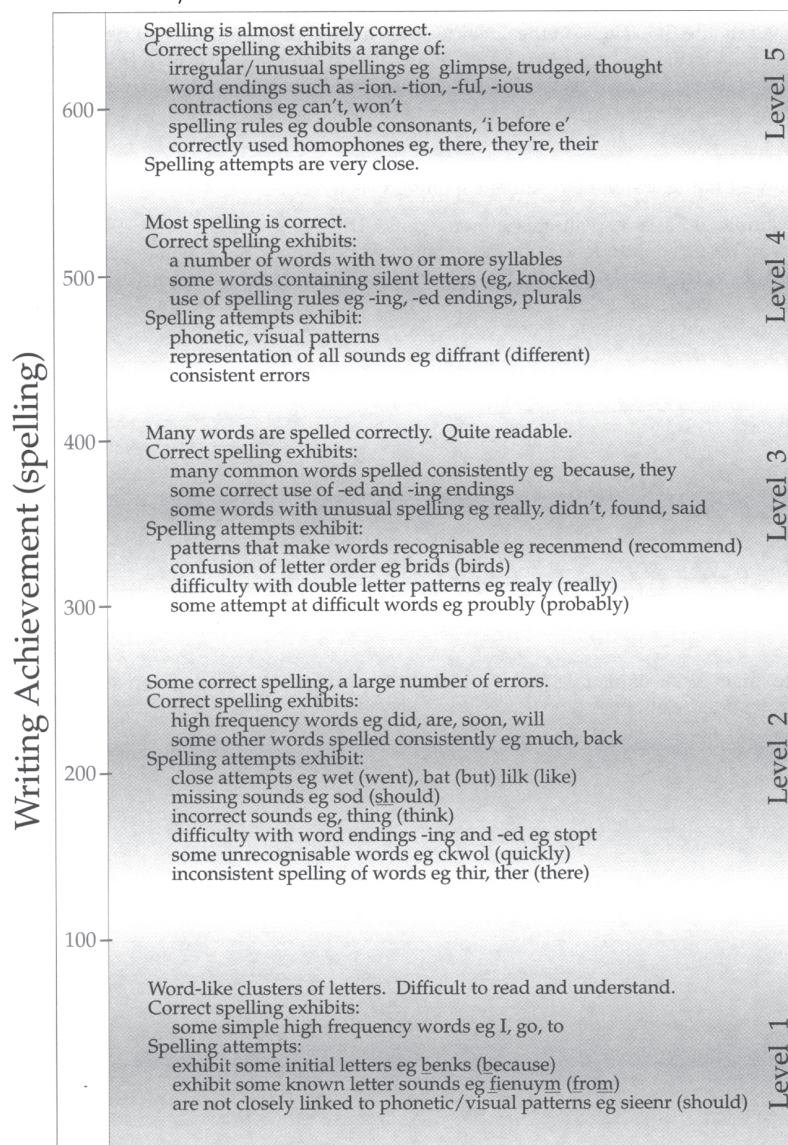 Writing Achievement (spelling)
600
500
400
300
200
100
Spelling is almost entirely correct.
Correct spelling exhibits a range of:
irregular/unusual spellings eg glimpse, trudged, thought
word endings such as -ion. -tion, -ful, -ious
contractions eg can't, won't
spelling rules eg double consonants, 'i before e'
correctly used homophones eg, there, they're, their
Spelling attempts are very close.
Level 5
Most spelling is correct.
Correct spelling exhibits:
a number of words with two or more syllables
some words containing silent letters (eg, knocked)
use of spelling rules eg -ing, -ed endings, plurals
Spelling attempts exhibit:
phonetic, visual patterns
representation of all sounds eg diffrant (different)
consistent errors
Level 4
Many words are spelled correctly. Quite readable.
Correct spelling exhibits:
many common words spelled consistently eg because, they
some correct use of -ed and -ing endings
some words with unusual spelling eg really, didn't, found, said
Spelling attempts exhibit:
patterns that make words recognisable eg recenmend (recommend)
confusion of letter order eg brids (birds)
difficulty with double letter patterns eg realy (really)
some attempt at difficult words eg proubly (probably)
Level 3
Some correct spelling, a large number of errors.
Correct spelling exhibits:
high frequency words eg did, are, soon, will
some other words spelled consistently eg much, back
Spelling attempts exhibit:
close attempts eg wet (went), bat (but) lilk (like)
missing sounds eg sod (should)
incorrect sounds eg, thing (think)
difficulty with word endings -ing and -ed eg stopt
some unrecognisable words eg ckwol (quickly)
inconsistent spelling of words eg thir, ther (there)
Level 2
Word-like clusters of letters. Difficult to read and understand.
Correct spelling exhibits:
some simple high frequency words eg I, go, to
Spelling attempts:
exhibit some initial letters eg benks (because)
exhibit some known letter sounds eg fienuym (from)
are not closely linked to phonetic/visual patterns eg sieenr (should)
Level 1